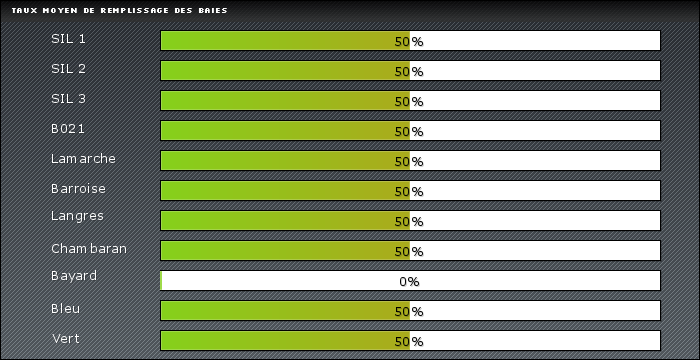 TAUX MOYEN DE REMPLISSAGE DES BAIES
SIL 1 50%
SIL 2 50%
SIL 3 50%
B021 50%
Lamarche 50%
Barroise 50%
Langres 50%
Chambaran 50%
Bayard 0%
Bleu 50%
Vert 50%